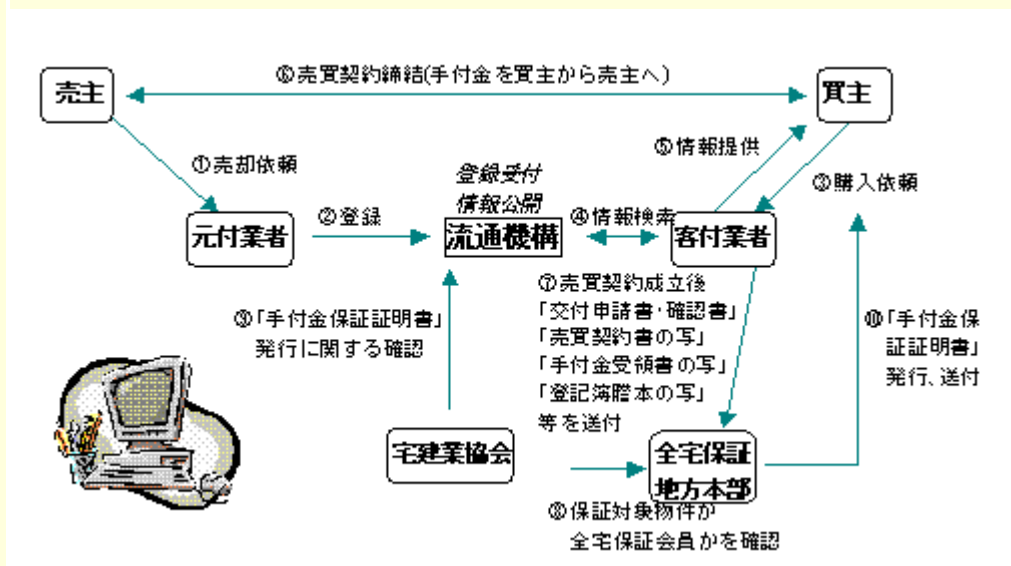 ⑥売買契約締結(手付金を買主から売主へ)
売主
買主
①売却依頼
⑤情報提供
③購入依頼
登録受付
情報公開
②登録
④情報検索
元付業者
流通機構
客付業者
⑦売買契約成立後
「交付申請書・確認書」
「売買契約書の写」
「手付金受領書の写」
「登記簿謄本の写」
等を送付
⑨「手付金保証証明書」
発行に関する確認
⑩「手付金保
証証明書」
発行、送付
宅建業協会
全宅保証
地方本部
⑧保証対象物件か
全宅保証会員かを確認